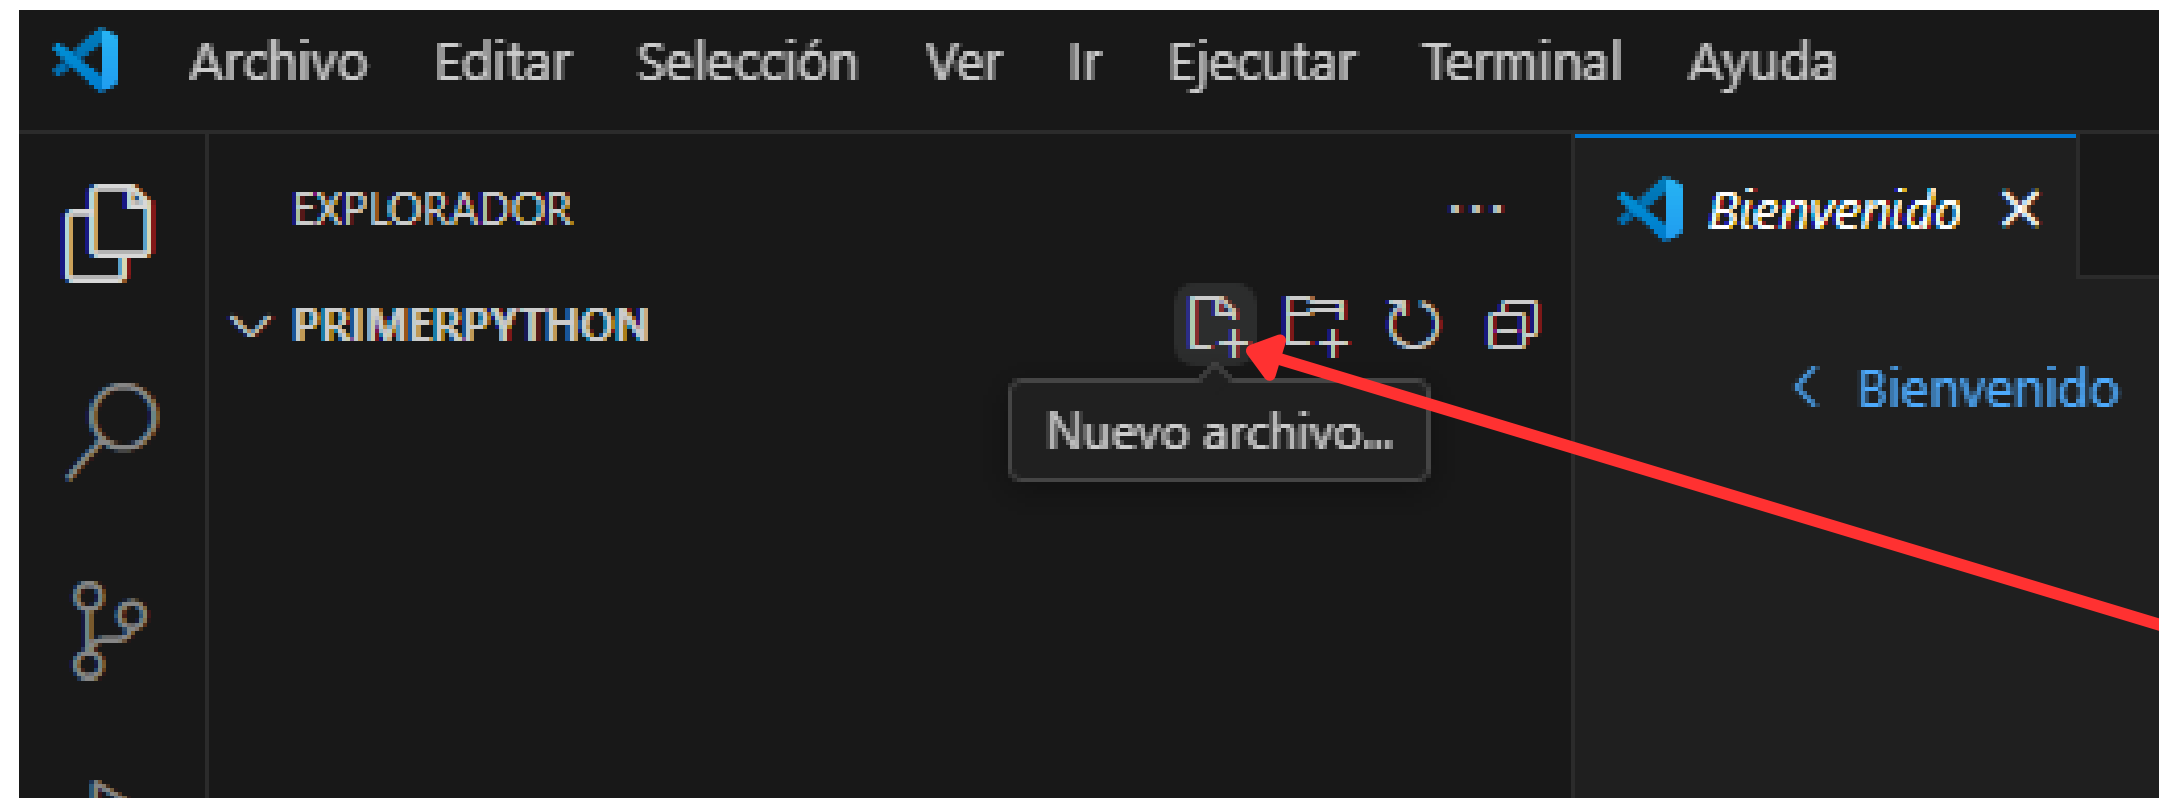 Archivo Editar Selección Ver Ir Ejecutar Terminal Ayuda
EXPLORADOR
Bienvenido
PRIMERPYTHON
Bienvenido
Nuevo archivo...